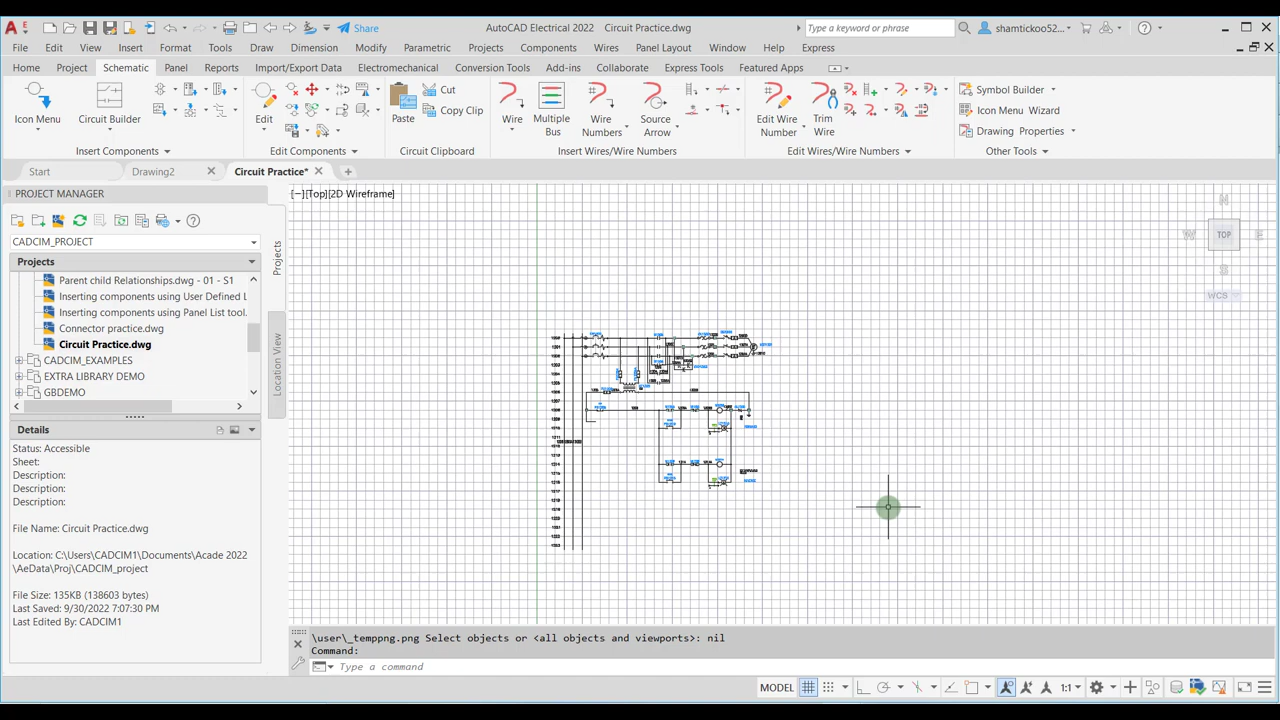 Share
AutoCAD Electrical 2022 Circuit Practice.dwg
Type a keyword or phrase
shamtickoo52...
File Edit View Insert Format Tools Draw Dimension Modify Parametric Projects Components Wires Panel Layout Window Help Express
Home Project Schematic Panel Reports Import/Export Data Electromechanical Conversion Tools Add-ins Collaborate Express Tools Featured Apps
Icon Menu
Circuit Builder
Insert Components
Edit
Edit Components
Paste
Cut
Copy Clip
Circuit Clipboard
Wire
Multiple Bus
Wire Numbers
Source Arrow
Insert Wires/Wire Numbers
Edit Wire Number
Trim Wire
Edit Wires/Wire Numbers
Symbol Builder
Icon Menu Wizard
Drawing Properties
Other Tools
Start Drawing2 Circuit Practice*
PROJECT MANAGER
CADCIM_PROJECT
Projects
Parent child Relationships.dwg - 01 - S1
Inserting components using User Defined L
Inserting components using Panel List tool.
Connector practice.dwg
Circuit Practice.dwg
CADCIM_EXAMPLES
EXTRA LIBRARY DEMO
GBDEMO
Details
Status: Accessible
Sheet:
Description:
Description:
Description:
File Name: Circuit Practice.dwg
Location: C:\Users\CADCIM1\Documents\Acade 2022
\AeData\Proj\CADCIM_project
File Size: 135KB (138603 bytes)
Last Saved: 9/30/2022 7:07:30 PM
Last Edited By: CADCIM1
Projects
Location View
[−][Top][2D Wireframe]
N
W TOP E
S
WCS
\user\_temppng.png Select objects or <all objects and viewports>: nil
Command:
Type a command
MODEL 1:1